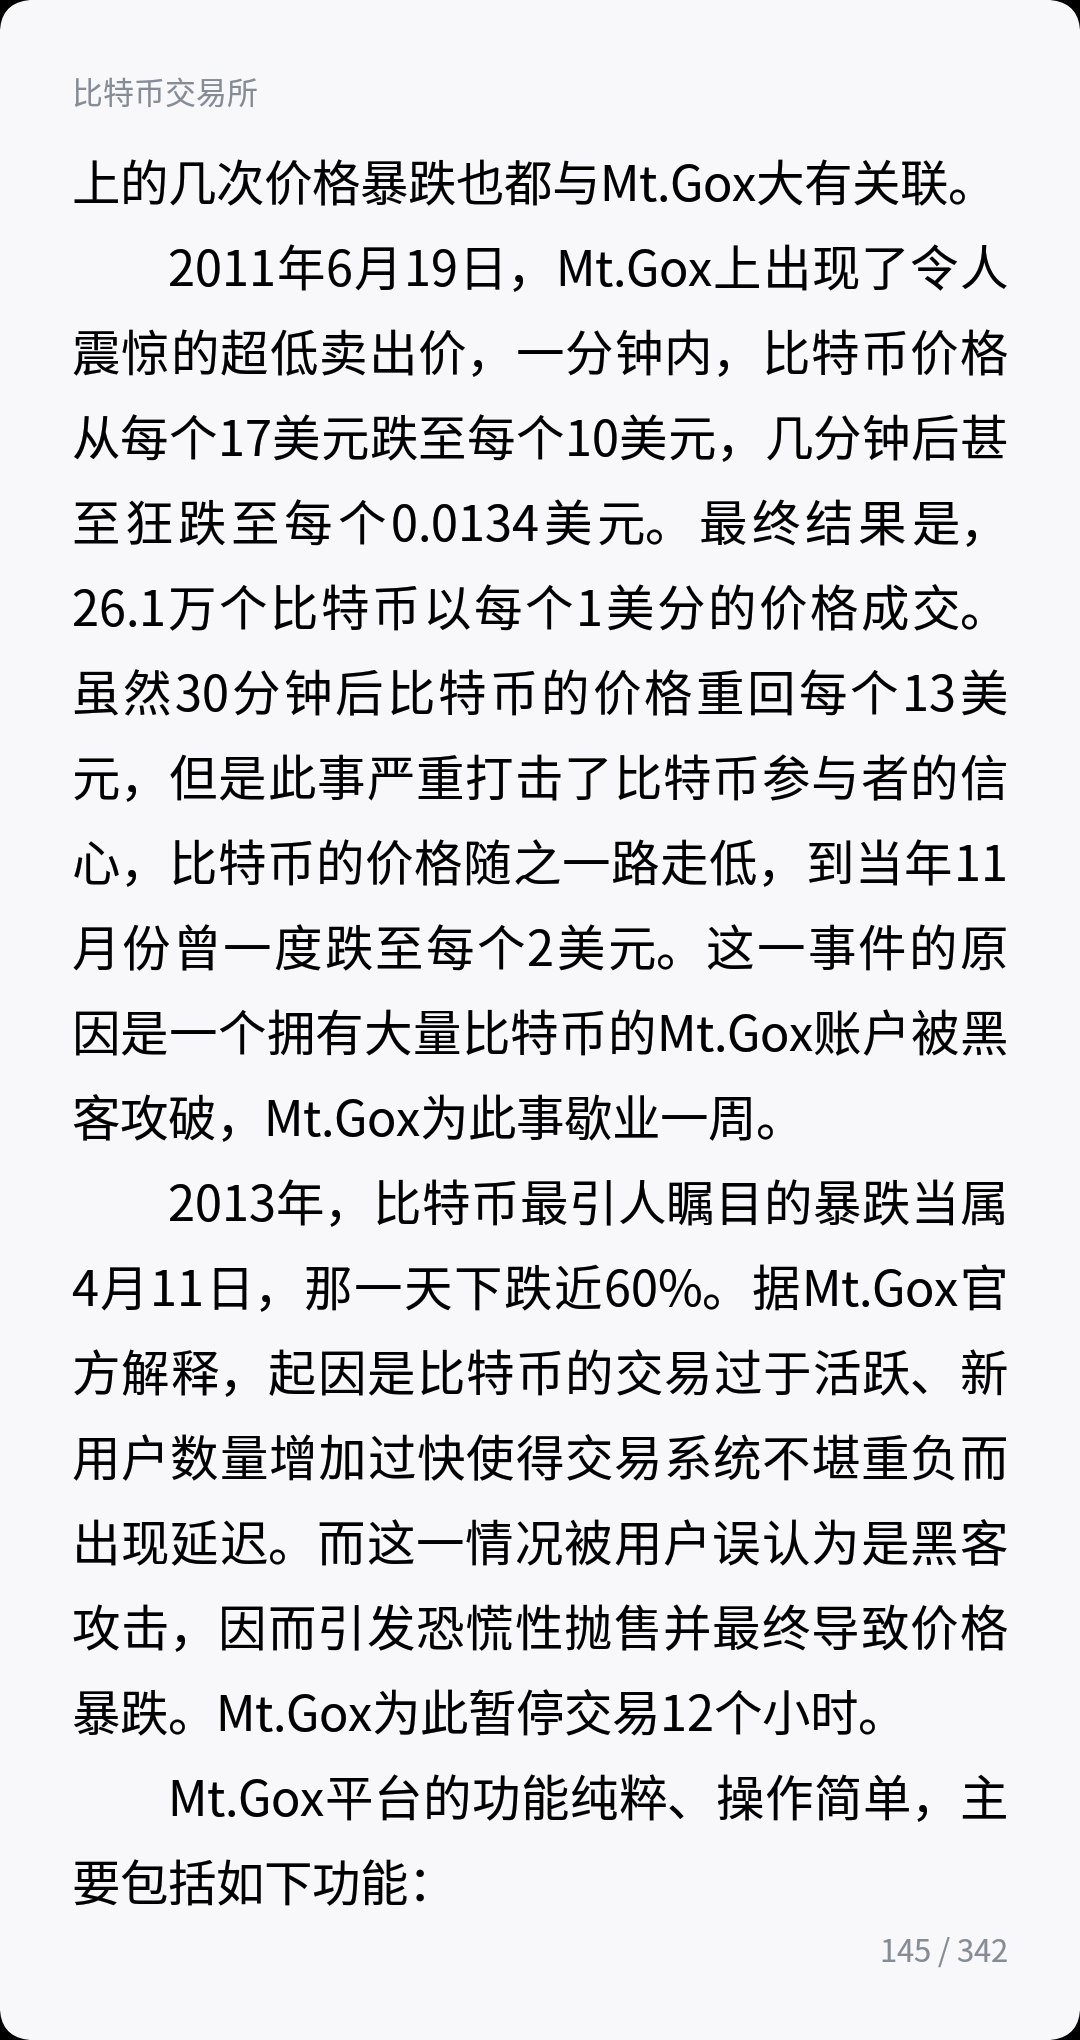 比特币交易所
上的几次价格暴跌也都与Mt.Gox大有关联。
2011年6月19日，Mt.Gox上出现了令人
震惊的超低卖出价，一分钟内，比特币价格
从每个17美元跌至每个10美元，几分钟后甚
至狂跌至每个0.0134美元。最终结果是，
26.1万个比特币以每个1美分的价格成交。
虽然30分钟后比特币的价格重回每个13美
元，但是此事严重打击了比特币参与者的信
心，比特币的价格随之一路走低，到当年11
月份曾一度跌至每个2美元。这一事件的原
因是一个拥有大量比特币的Mt.Gox账户被黑
客攻破，Mt.Gox为此事歇业一周。
2013年，比特币最引人瞩目的暴跌当属
4月11日，那一天下跌近60%。据Mt.Gox官
方解释，起因是比特币的交易过于活跃、新
用户数量增加过快使得交易系统不堪重负而
出现延迟。而这一情况被用户误认为是黑客
攻击，因而引发恐慌性抛售并最终导致价格
暴跌。Mt.Gox为此暂停交易12个小时。
Mt.Gox平台的功能纯粹、操作简单，主
要包括如下功能：
145 / 342